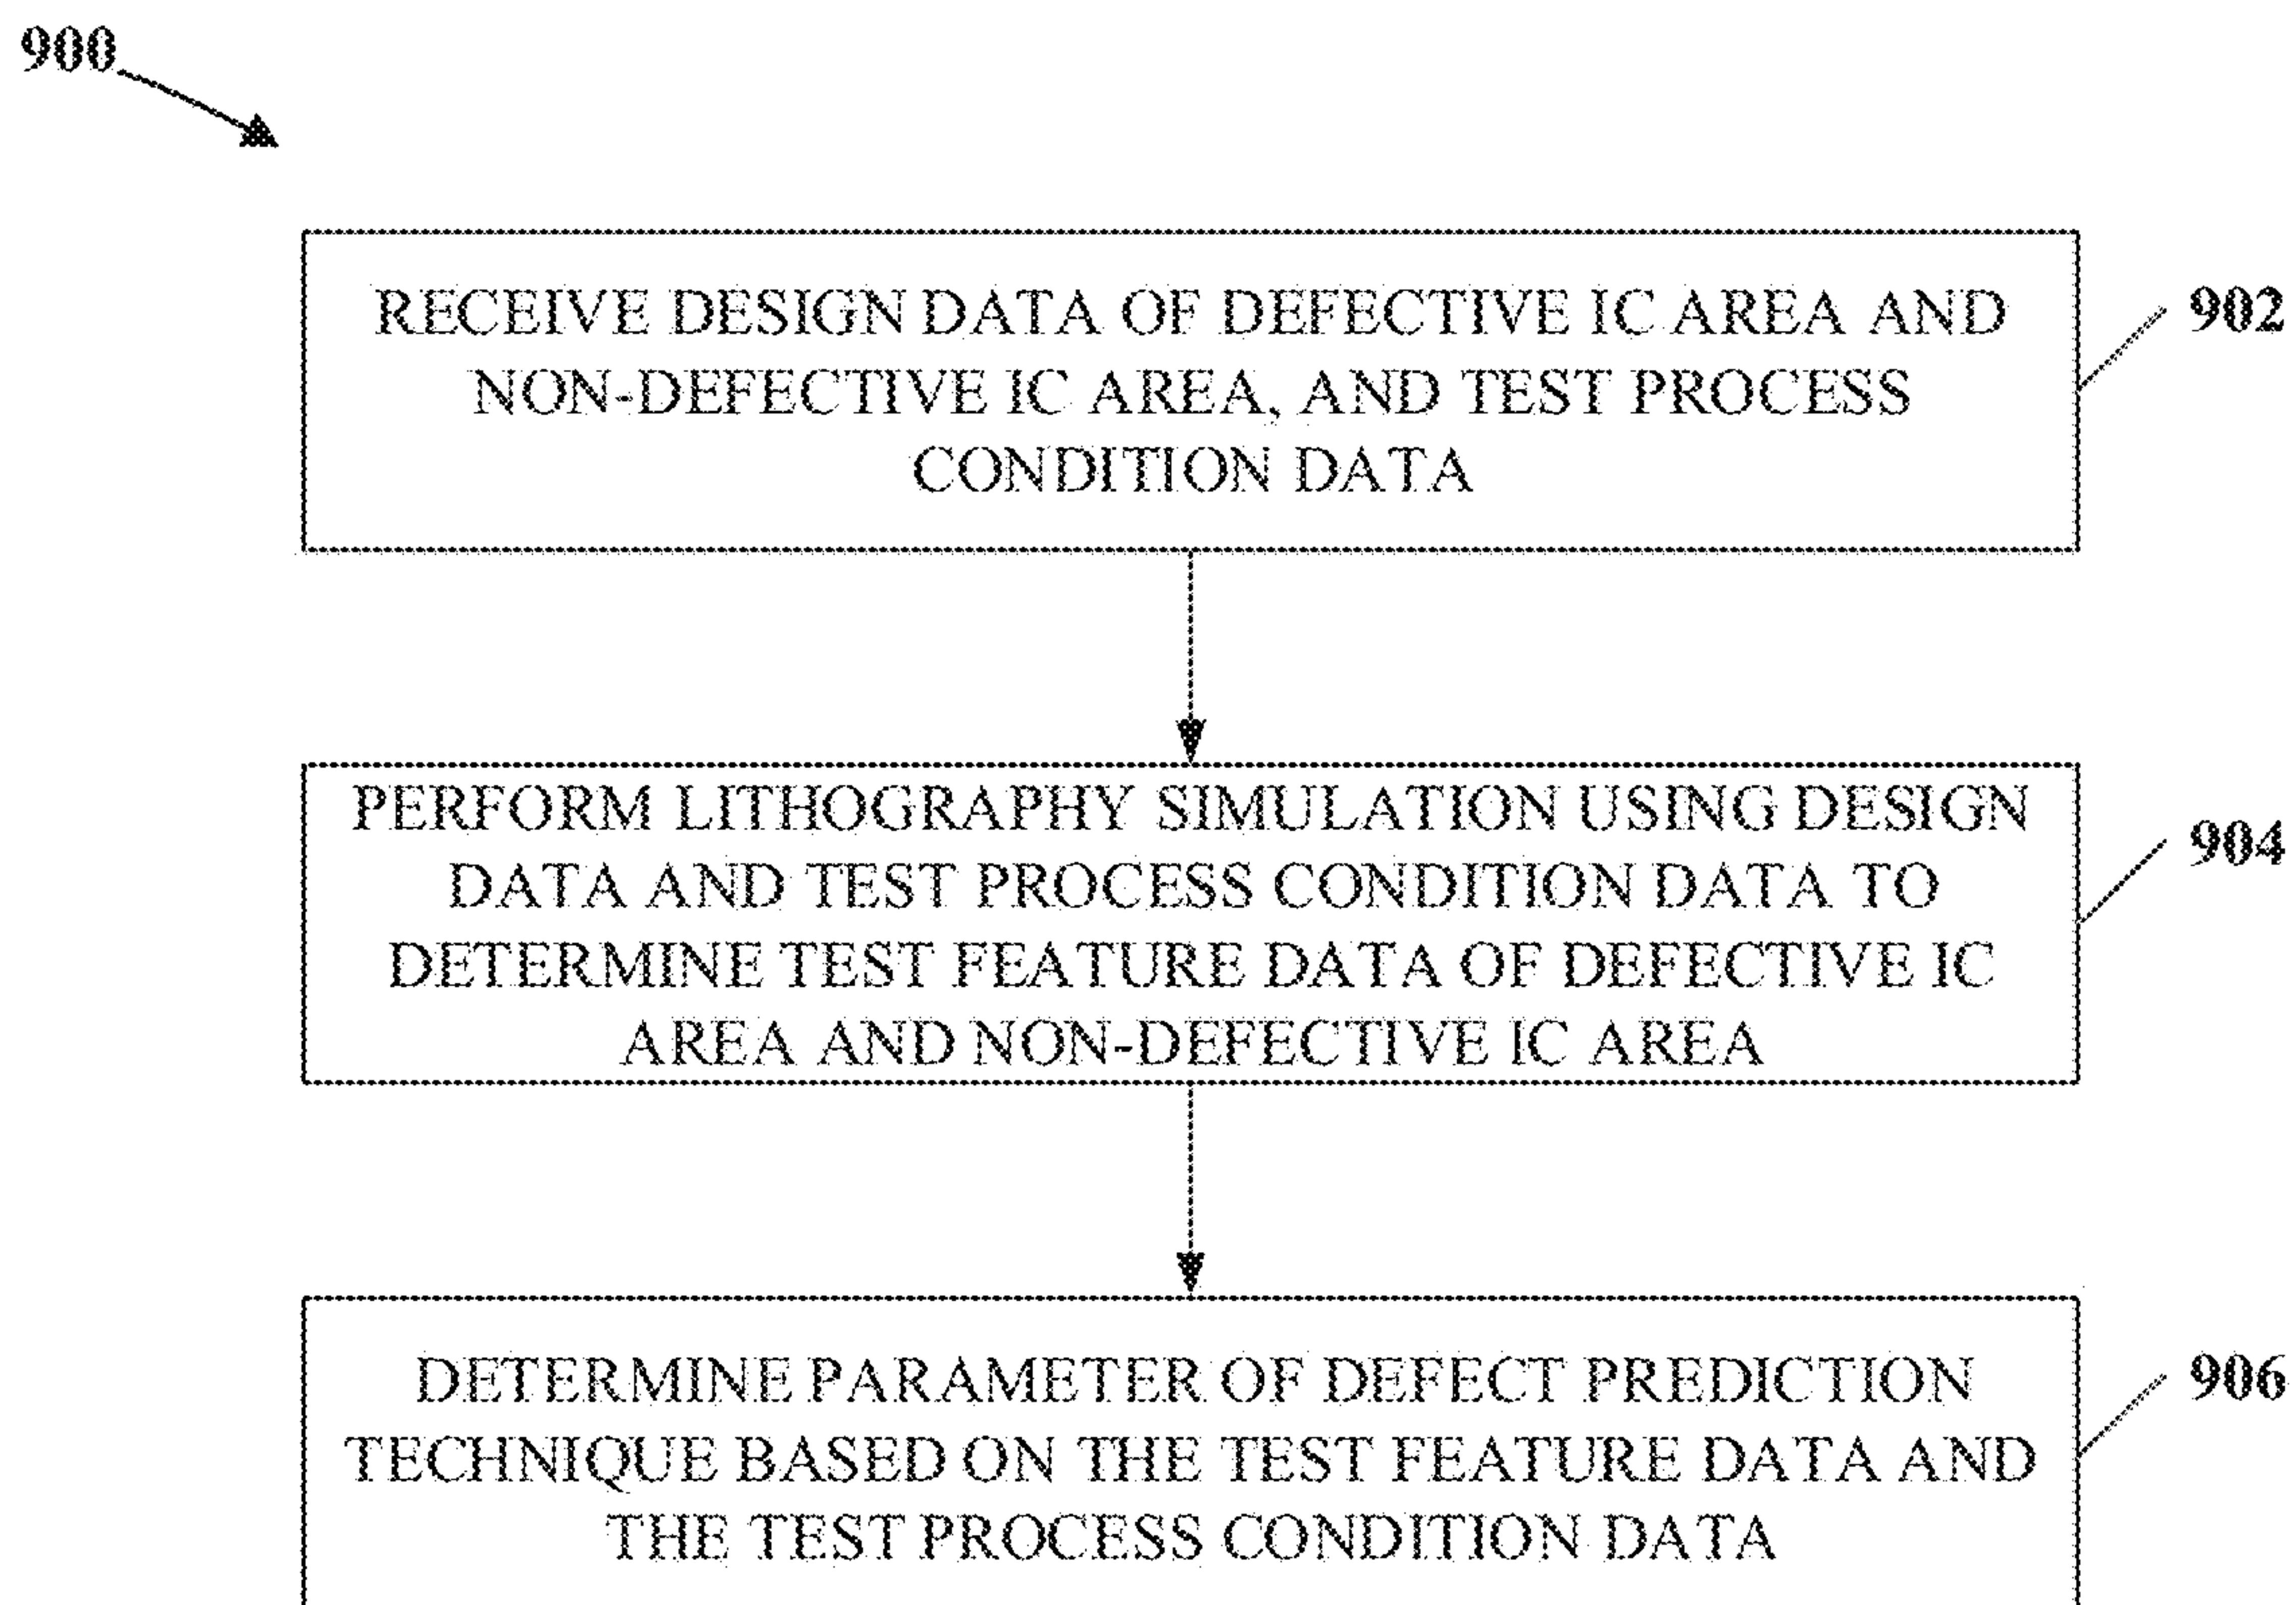 900
RECEIVE DESIGN DATA OF DEFECTIVE IC AREA AND
NON-DEFECTIVE IC AREA, AND TEST PROCESS
CONDITION DATA
902
PERFORM LITHOGRAPHY SIMULATION USING DESIGN
DATA AND TEST PROCESS CONDITION DATA TO
DETERMINE TEST FEATURE DATA OF DEFECTIVE IC
AREA AND NON-DEFECTIVE IC AREA
904
DETERMINE PARAMETER OF DEFECT PREDICTION
TECHNIQUE BASED ON THE TEST FEATURE DATA AND
THE TEST PROCESS CONDITION DATA
906